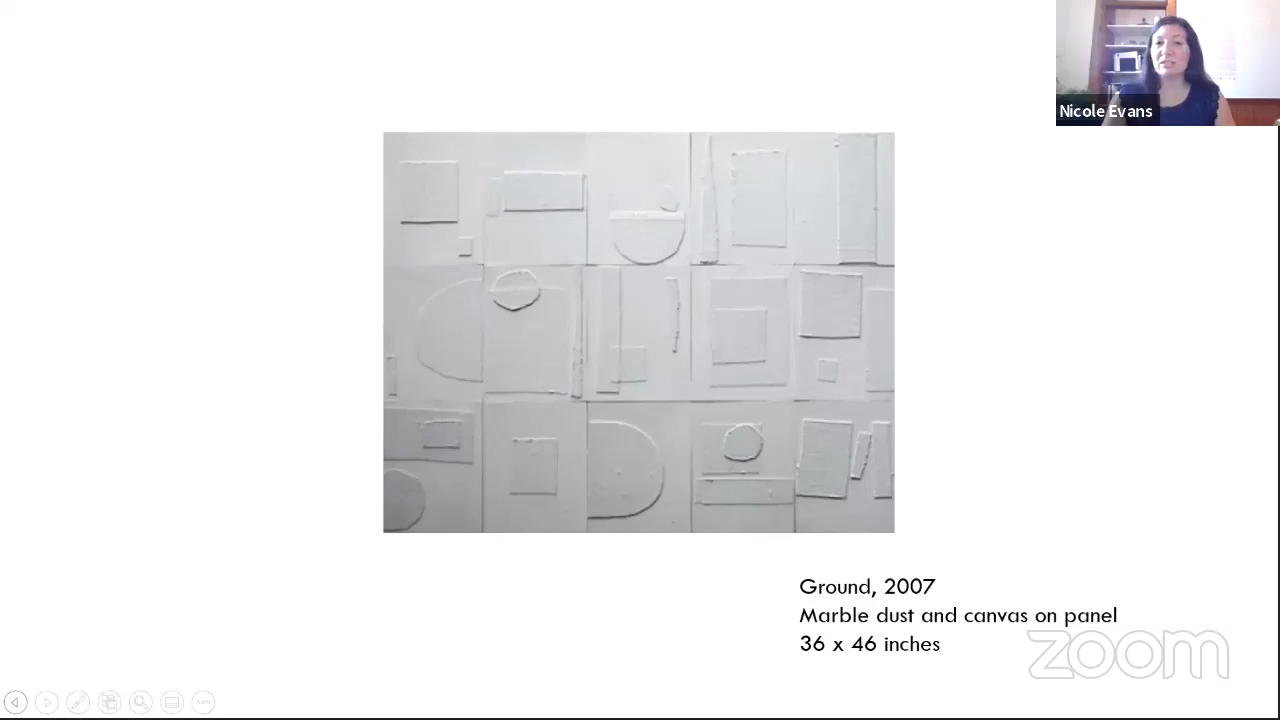 Nicole Evans
Ground, 2007
Marble dust and canvas on panel
36 x 46 inches
zoom